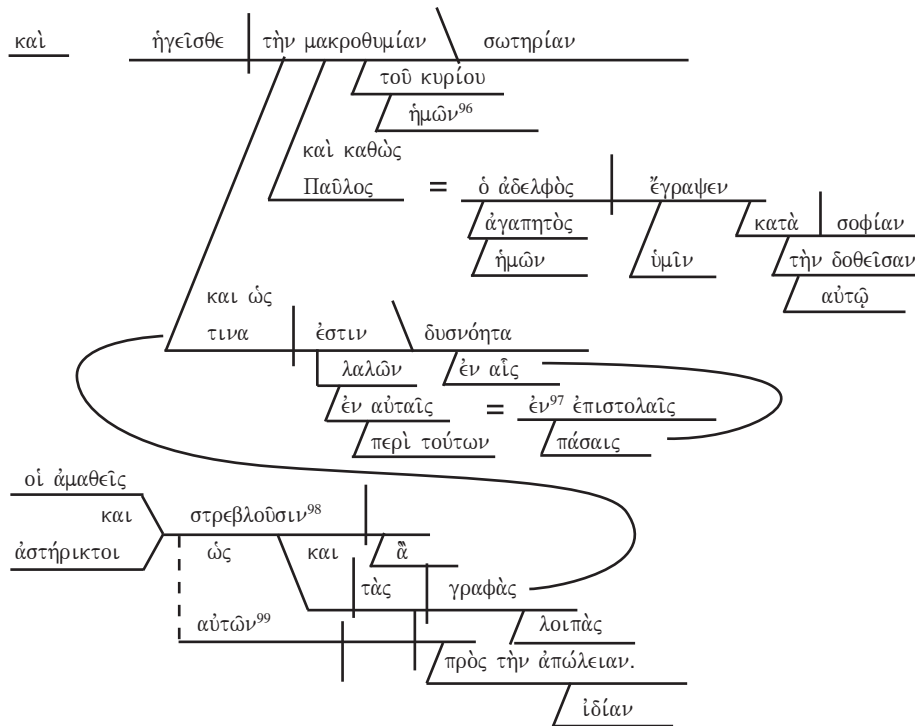 καὶ ἡγεῖσθε τὴν μακροθυμίαν σωτηρίαν
τοῦ κυρίου
ἡμῶν⁹⁶
καὶ καθὼς
Παῦλος = ὁ ἀδελφὸς ἔγραψεν
ἀγαπητὸς κατὰ σοφίαν
ἡμῶν ὑμῖν τὴν δοθεῖσαν
αὐτῷ
και ὡς
τινα ἐστιν δυσνόητα
λαλῶν ἐν αἷς
ἐν αὐταῖς = ἐν⁹⁷ ἐπιστολαῖς
περὶ τούτων πάσαις
οἱ ἀμαθεῖς
και στρεβλοῦσιν⁹⁸
ἀστήρικτοι ὡς και ἃ
τὰς γραφὰς
αὐτῶν⁹⁹ λοιπὰς
πρὸς τὴν ἀπώλειαν.
ἰδίαν